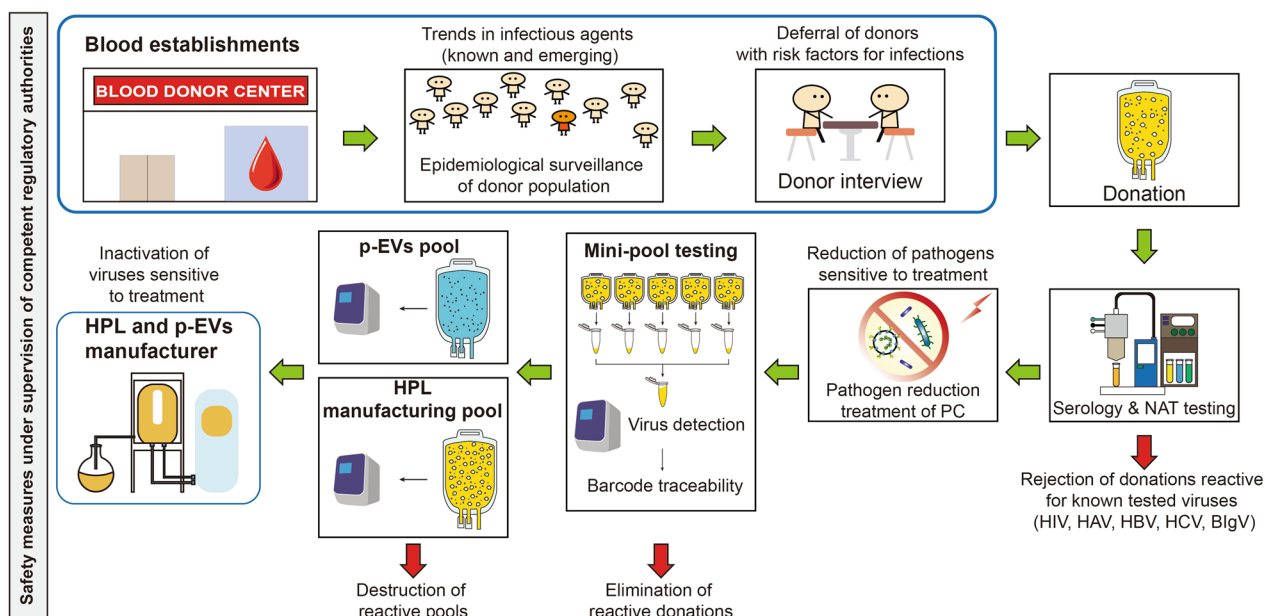 Safety measures under supervision of competent regulatory authorities
Blood establishments
BLOOD DONOR CENTER
Trends in infectious agents
(known and emerging)
Epidemiological surveillance
of donor population
Deferral of donors
with risk factors for infections
Donor interview
Donation
Serology & NAT testing
Rejection of donations reactive
for known tested viruses
(HIV, HAV, HBV, HCV, BIgV)
Reduction of pathogens
sensitive to treatment
Pathogen reduction
treatment of PC
Mini-pool testing
Virus detection
Barcode traceability
Elimination of
reactive donations
p-EVs pool
HPL
manufacturing pool
Destruction of
reactive pools
Inactivation of
viruses sensitive
to treatment
HPL and p-EVs
manufacturer